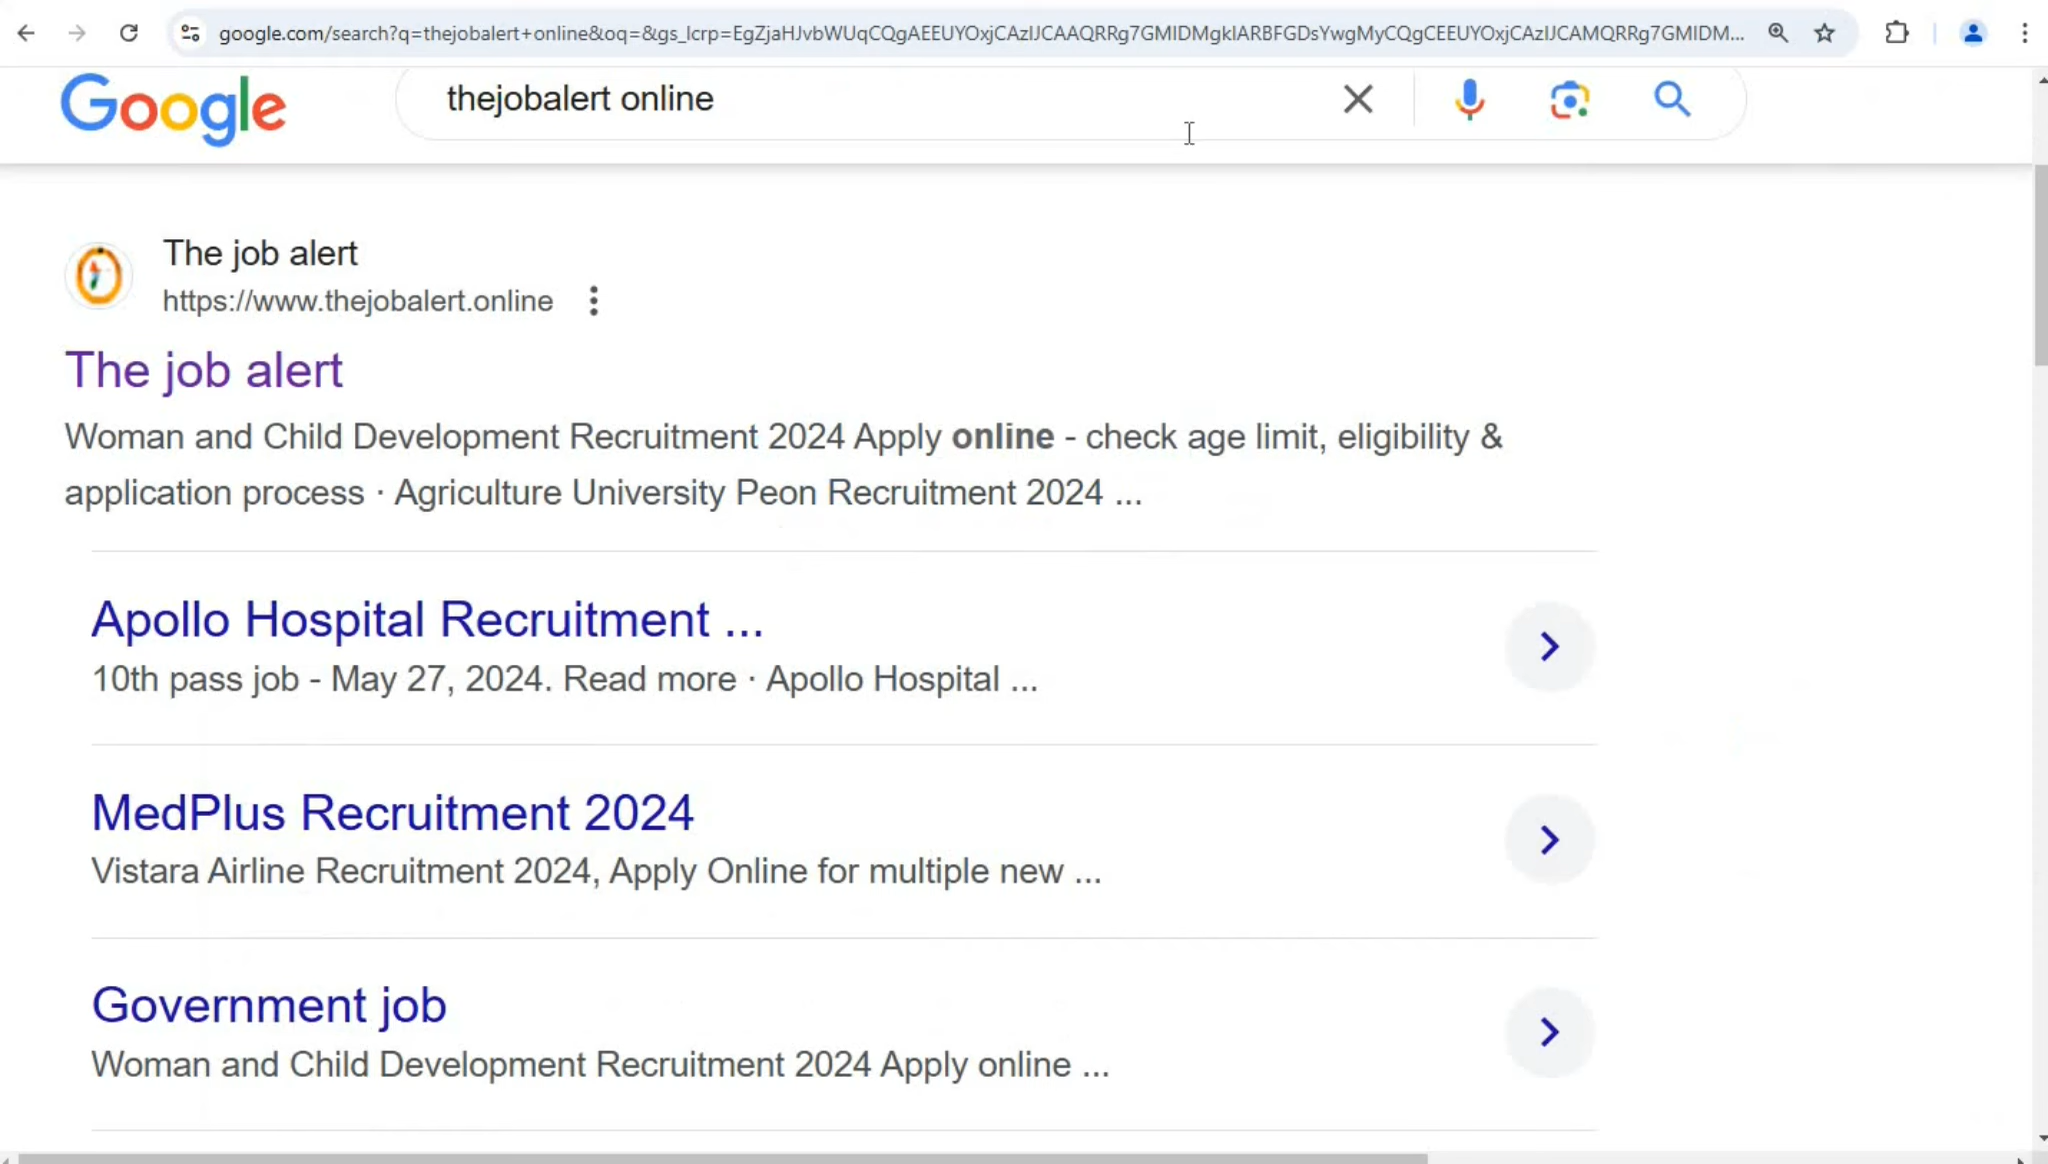 google.com/search?q=thejobalert+online&oq=&gs_lcrp=EgZjaHJvbWUqCQgAEEUYOxjCAzIJCAAQRRg7GMIDMgkIARBFGDsYwgMyCQgCEEUYOxjCAzIJCAMQRRg7GMIDM...
Google
thejobalert online
The job alert
https://www.thejobalert.online
The job alert
Woman and Child Development Recruitment 2024 Apply online - check age limit, eligibility &
application process · Agriculture University Peon Recruitment 2024 ...
Apollo Hospital Recruitment ...
10th pass job - May 27, 2024. Read more · Apollo Hospital ...
MedPlus Recruitment 2024
Vistara Airline Recruitment 2024, Apply Online for multiple new ...
Government job
Woman and Child Development Recruitment 2024 Apply online ...